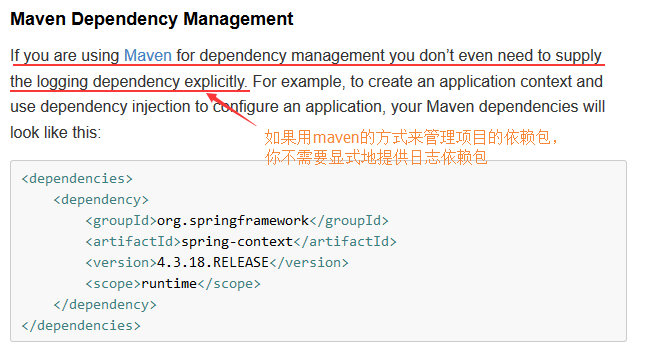 Maven Dependency Management
If you are using Maven for dependency management you don’t even need to supply
the logging dependency explicitly. For example, to create an application context and
use dependency injection to configure an application, your Maven dependencies will
look like this:
如果用maven的方式来管理项目的依赖包，
你不需要显式地提供日志依赖包
<dependencies>
    <dependency>
        <groupId>org.springframework</groupId>
        <artifactId>spring-context</artifactId>
        <version>4.3.18.RELEASE</version>
        <scope>runtime</scope>
    </dependency>
</dependencies>